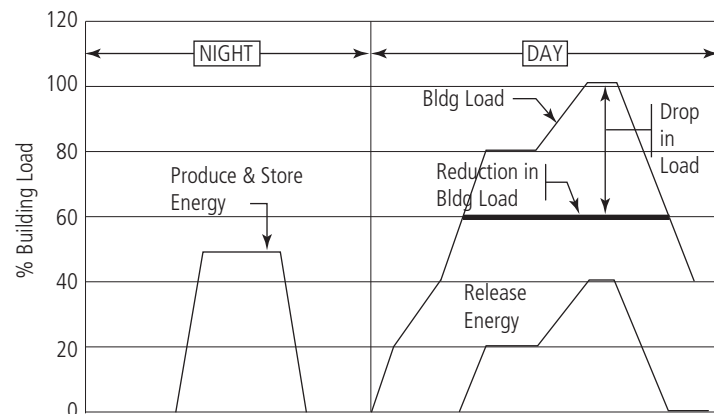 120
NIGHT
DAY
100
Bldg Load
Drop
in
Load
80
Produce & Store
Energy
Reduction in
Bldg Load
60
% Building Load
40
Release
Energy
20
0